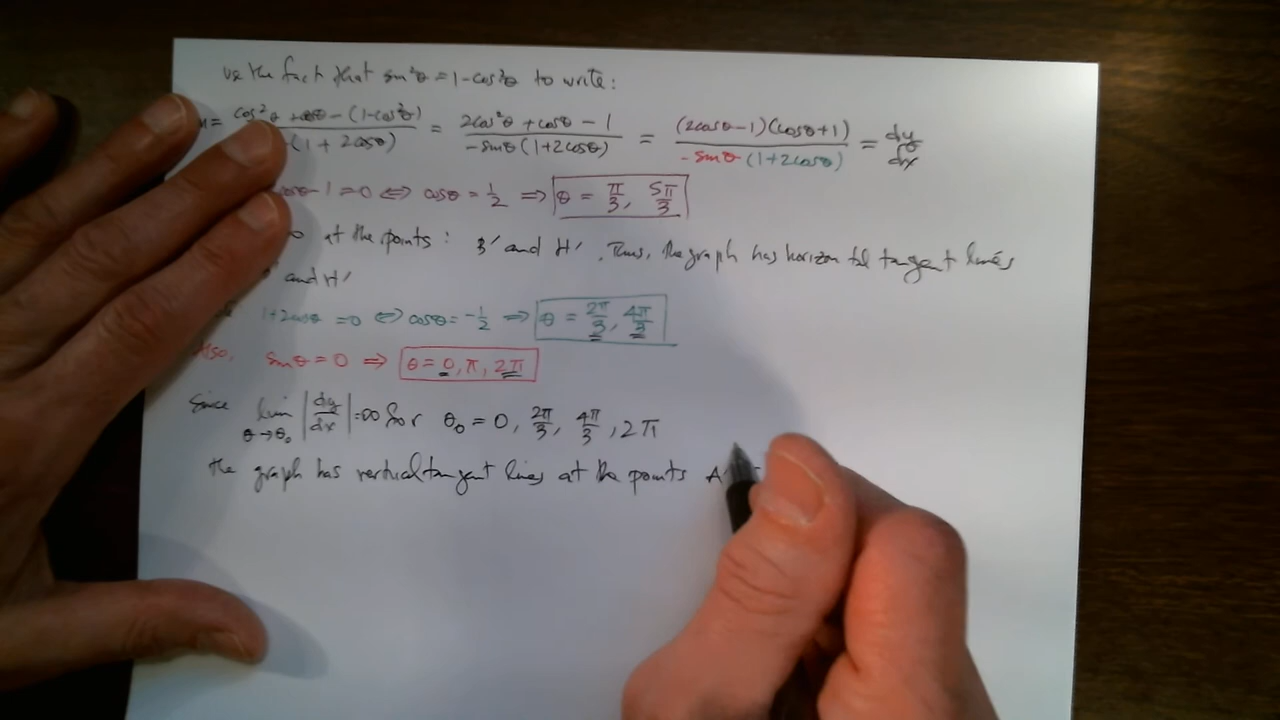 use the fact that sin²θ = 1-cos²θ to write:
= cos²θ + cosθ - (1-cos²θ) / (1 + 2cosθ) = 2cos²θ + cosθ - 1 / -sinθ (1+2cosθ) = (2cosθ-1)(cosθ+1) / -sinθ (1+2cosθ) = dy/dx
-1 = 0 ⇔ cosθ = 1/2 ⇒ θ = π/3, 5π/3
at the points: B' and H'. Thus, the graph has horizontal tangent lines
and H'
1+2cosθ = 0 ⇔ cosθ = -1/2 ⇒ θ = 2π/3, 4π/3
Also, sinθ = 0 ⇒ θ = 0, π, 2π
Since lim θ→θ₀ |dy/dx| = ∞ for θ₀ = 0, 2π/3, 4π/3, 2π
the graph has vertical tangent lines at the points A'